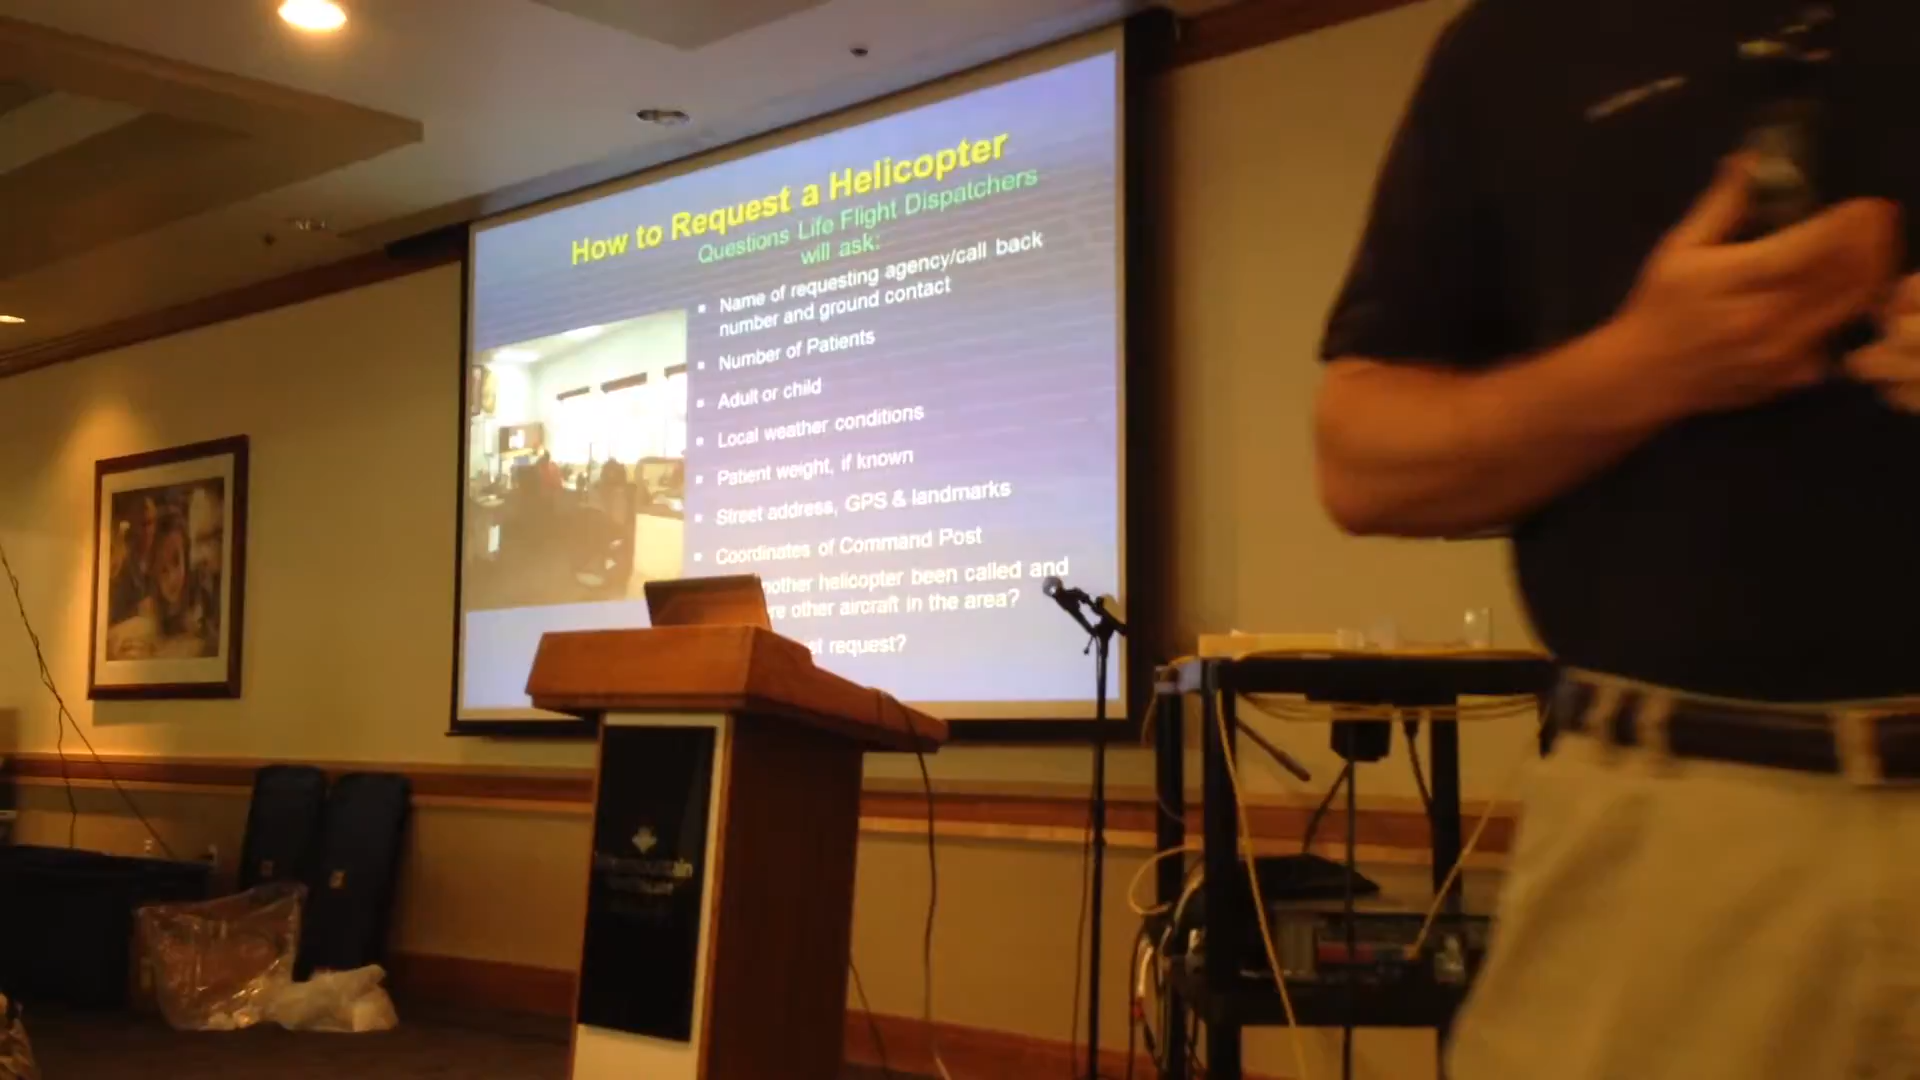 How to Request a Helicopter
Questions Life Flight Dispatchers
will ask:
▪ Name of requesting agency/call back
number and ground contact
▪ Number of Patients
▪ Adult or child
▪ Local weather conditions
▪ Patient weight, if known
▪ Street address, GPS & landmarks
▪ Coordinates of Command Post
helicopter been called and
other aircraft in the area?
request?